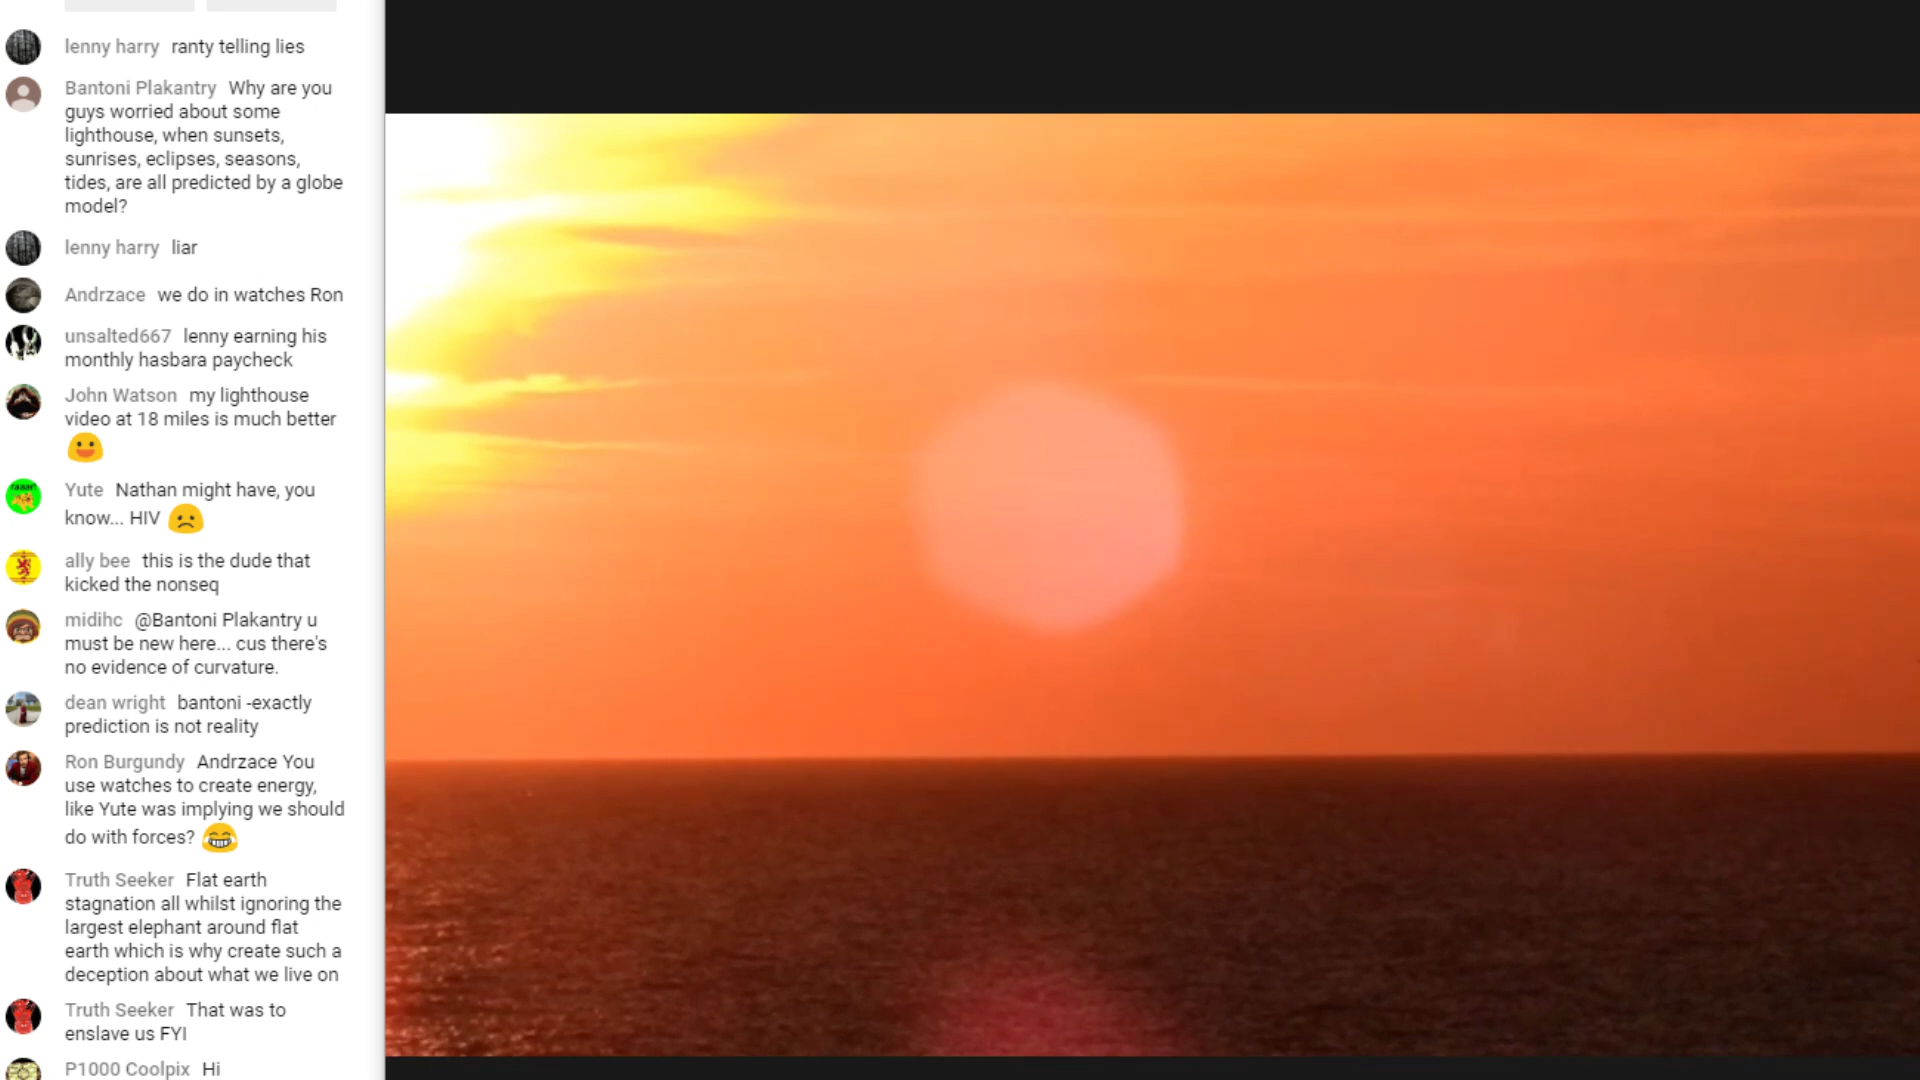 lenny harry ranty telling lies
Bantoni Plakantry Why are you
guys worried about some
lighthouse, when sunsets,
sunrises, eclipses, seasons,
tides, are all predicted by a globe
model?
lenny harry liar
Andrzace we do in watches Ron
unsalted667 lenny earning his
monthly hasbara paycheck
John Watson my lighthouse
video at 18 miles is much better
Yute Nathan might have, you
know... HIV
ally bee this is the dude that
kicked the nonseq
midihc @Bantoni Plakantry u
must be new here... cus there's
no evidence of curvature.
dean wright bantoni -exactly
prediction is not reality
Ron Burgundy Andrzace You
use watches to create energy,
like Yute was implying we should
do with forces?
Truth Seeker Flat earth
stagnation all whilst ignoring the
largest elephant around flat
earth which is why create such a
deception about what we live on
Truth Seeker That was to
enslave us FYI
P1000 Coolpix Hi